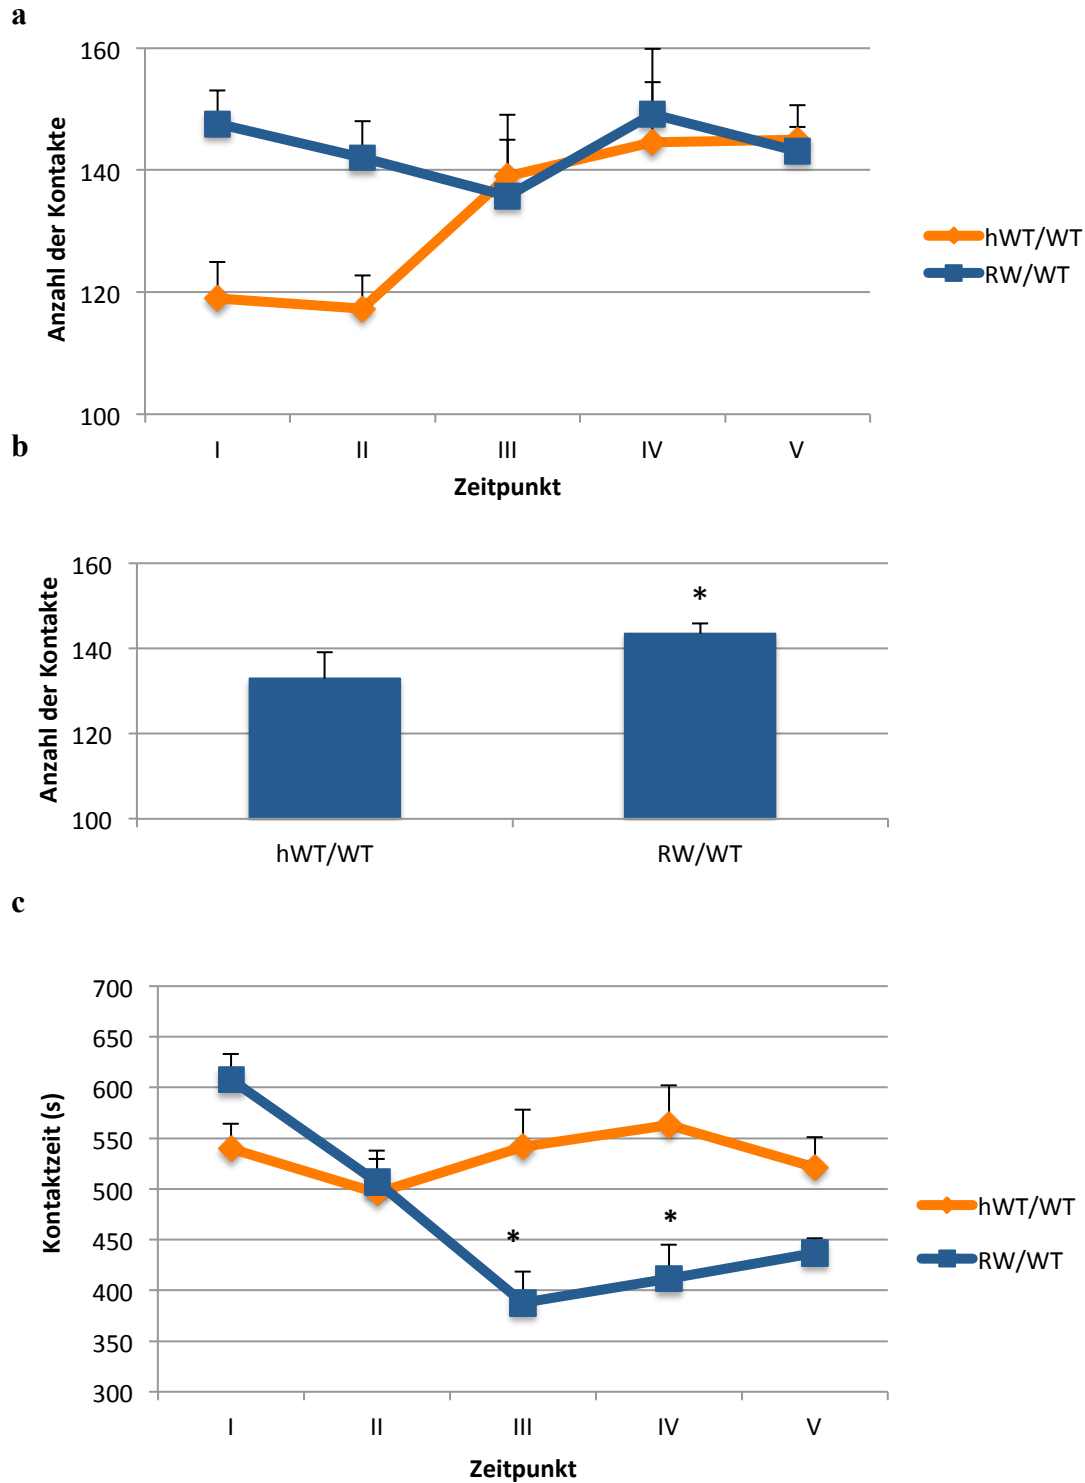 a
160
140
120
100
Anzahl der Kontakte
I II III IV V
Zeitpunkt
hWT/WT
RW/WT
b
160
140
120
100
Anzahl der Kontakte
*
hWT/WT RW/WT
c
700
650
600
550
500
450
400
350
300
Kontaktzeit (s)
* *
I II III IV V
Zeitpunkt
hWT/WT
RW/WT